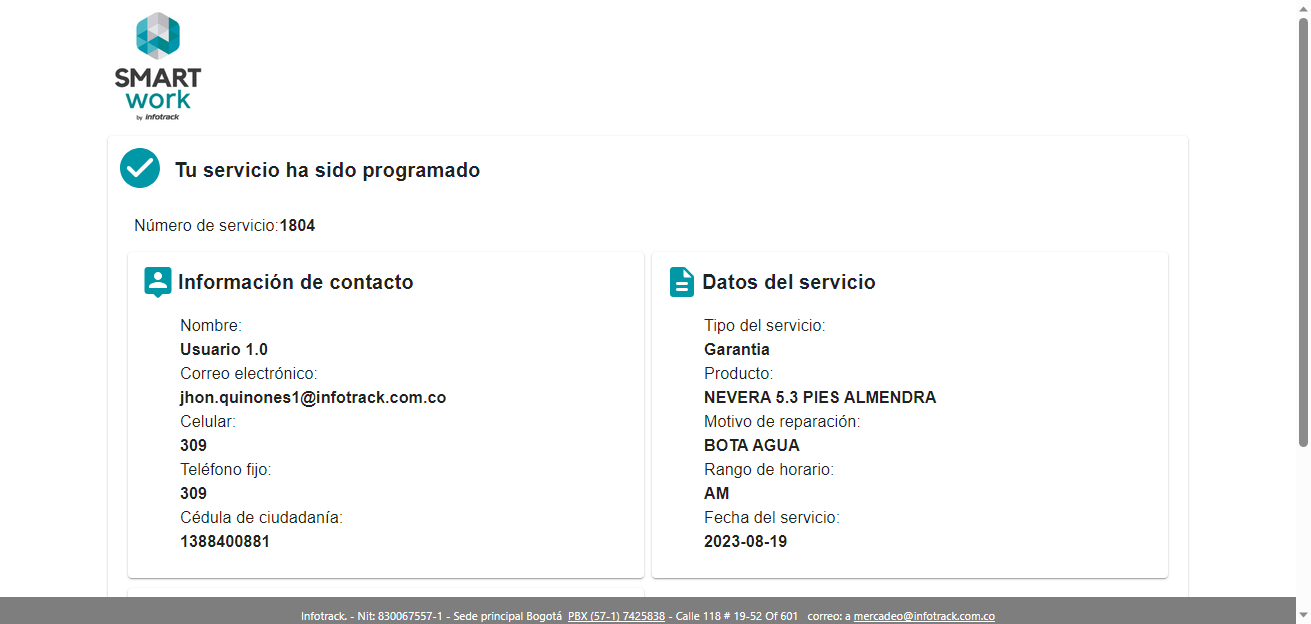 SMART
work
by infotrack
Tu servicio ha sido programado
Número de servicio:1804
Información de contacto
Nombre:
Usuario 1.0
Correo electrónico:
jhon.quinones1@infotrack.com.co
Celular:
309
Teléfono fijo:
309
Cédula de ciudadanía:
1388400881
Datos del servicio
Tipo del servicio:
Garantia
Producto:
NEVERA 5.3 PIES ALMENDRA
Motivo de reparación:
BOTA AGUA
Rango de horario:
AM
Fecha del servicio:
2023-08-19
Infotrack. - Nit: 830067557-1 - Sede principal Bogotá PBX (57-1) 7425838 - Calle 118 # 19-52 Of 601 correo: a mercadeo@infotrack.com.co